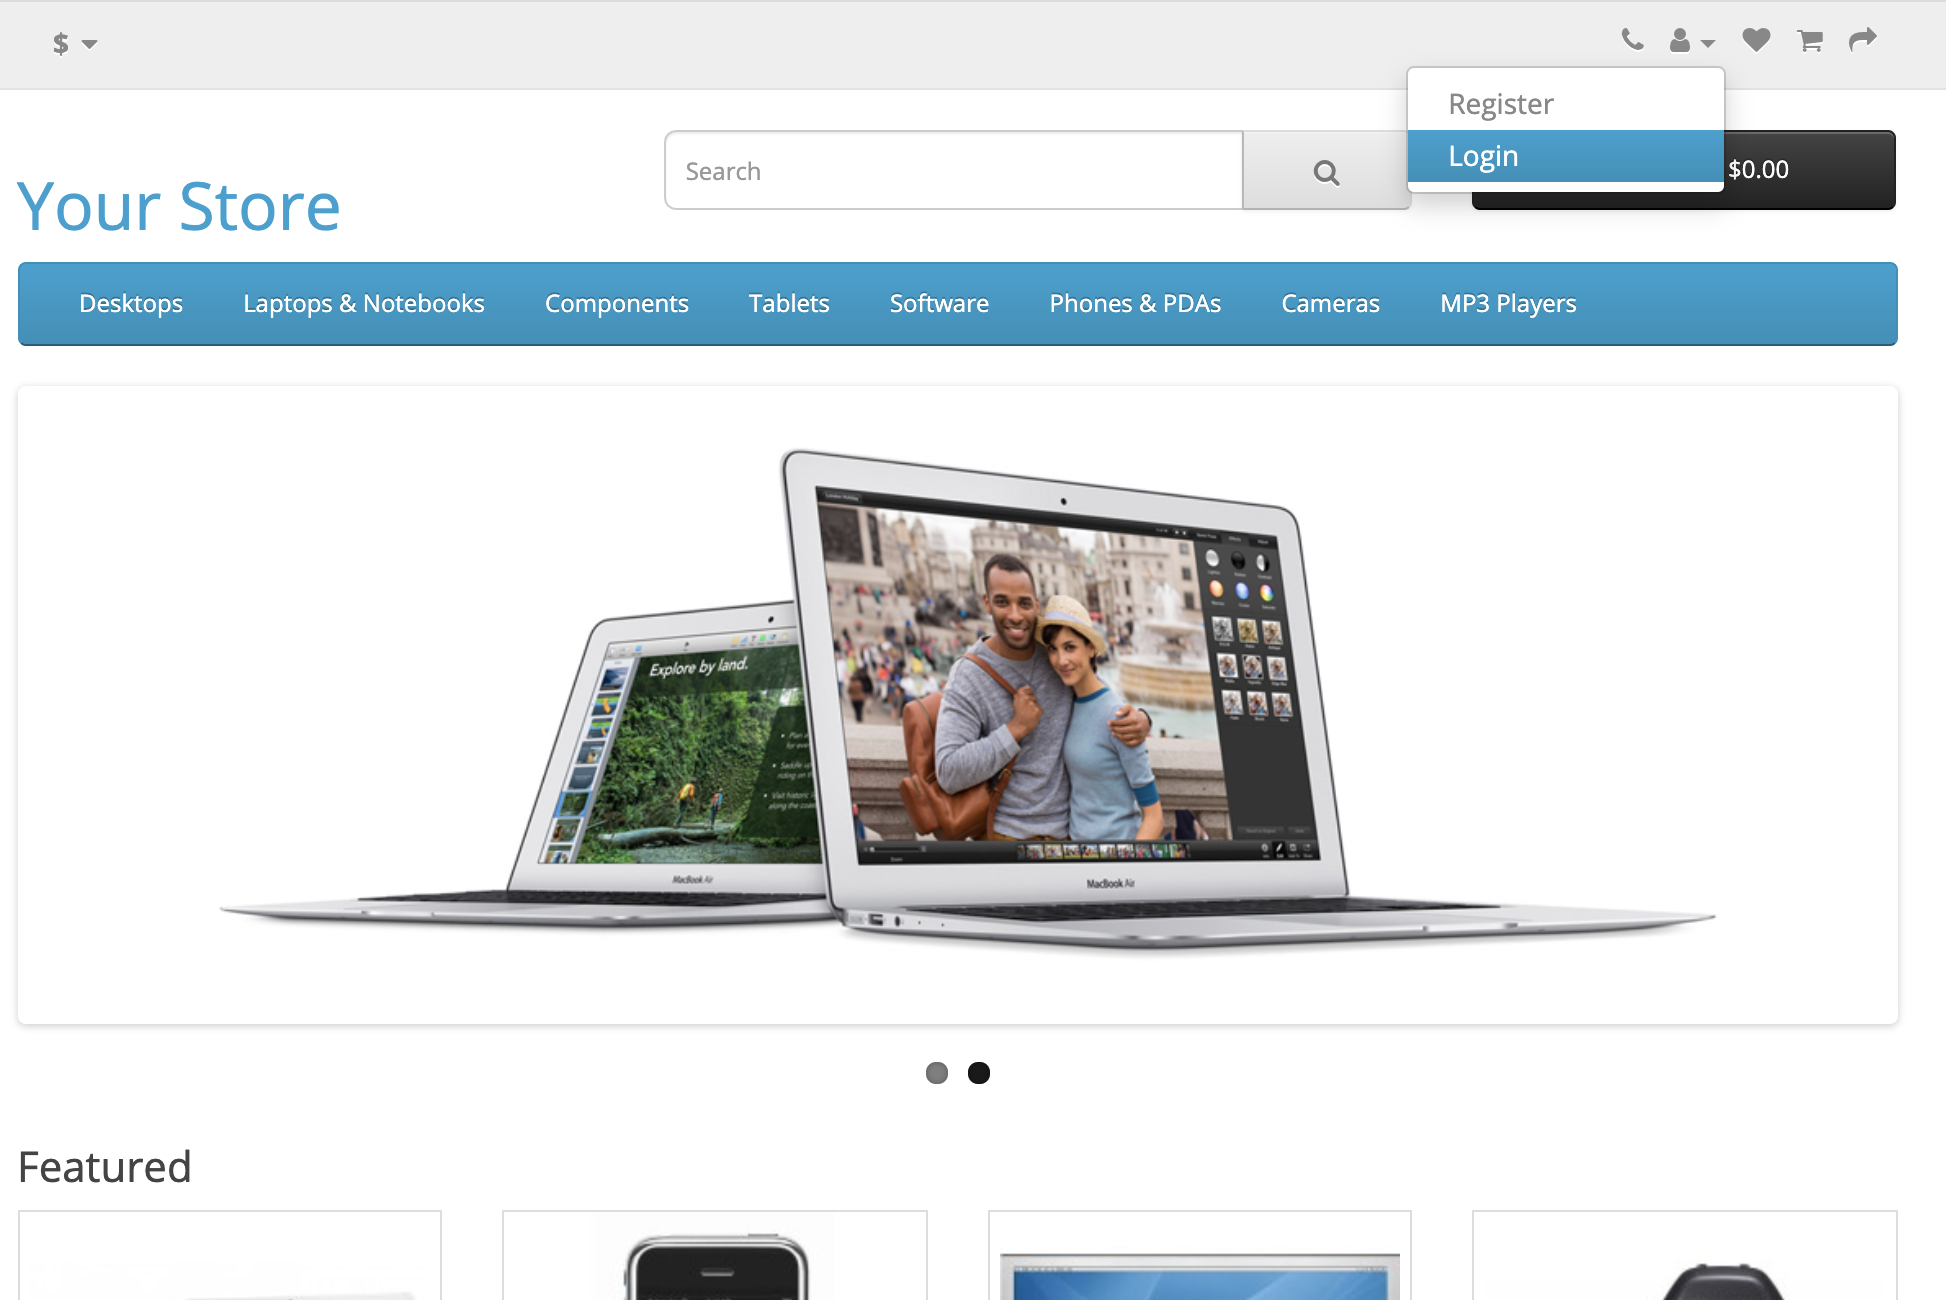 $
Register
Login
Search
$0.00
Your Store
Desktops Laptops & Notebooks Components Tablets Software Phones & PDAs Cameras MP3 Players
Explore by land.
MacBook Air
MacBook Air
Featured